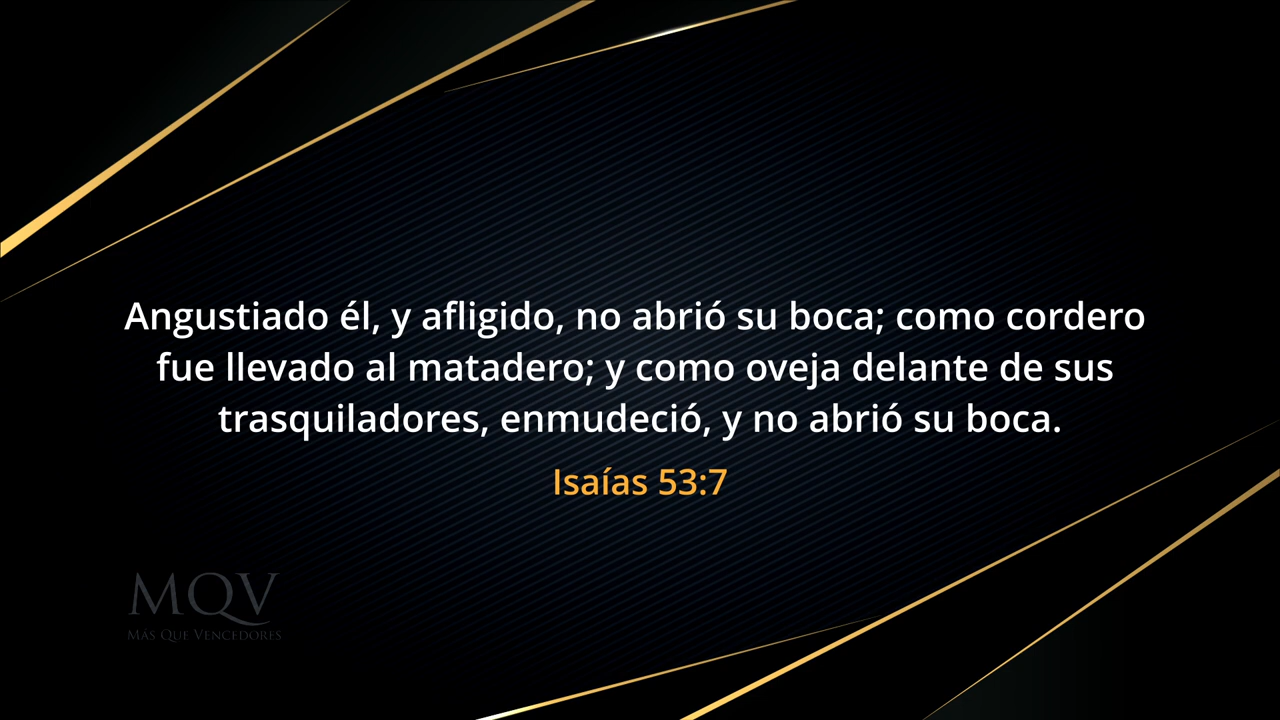 Angustiado él, y afligido, no abrió su boca; como cordero
fue llevado al matadero; y como oveja delante de sus
trasquiladores, enmudeció, y no abrió su boca.
Isaías 53:7
MQV
Más Que Vencedores